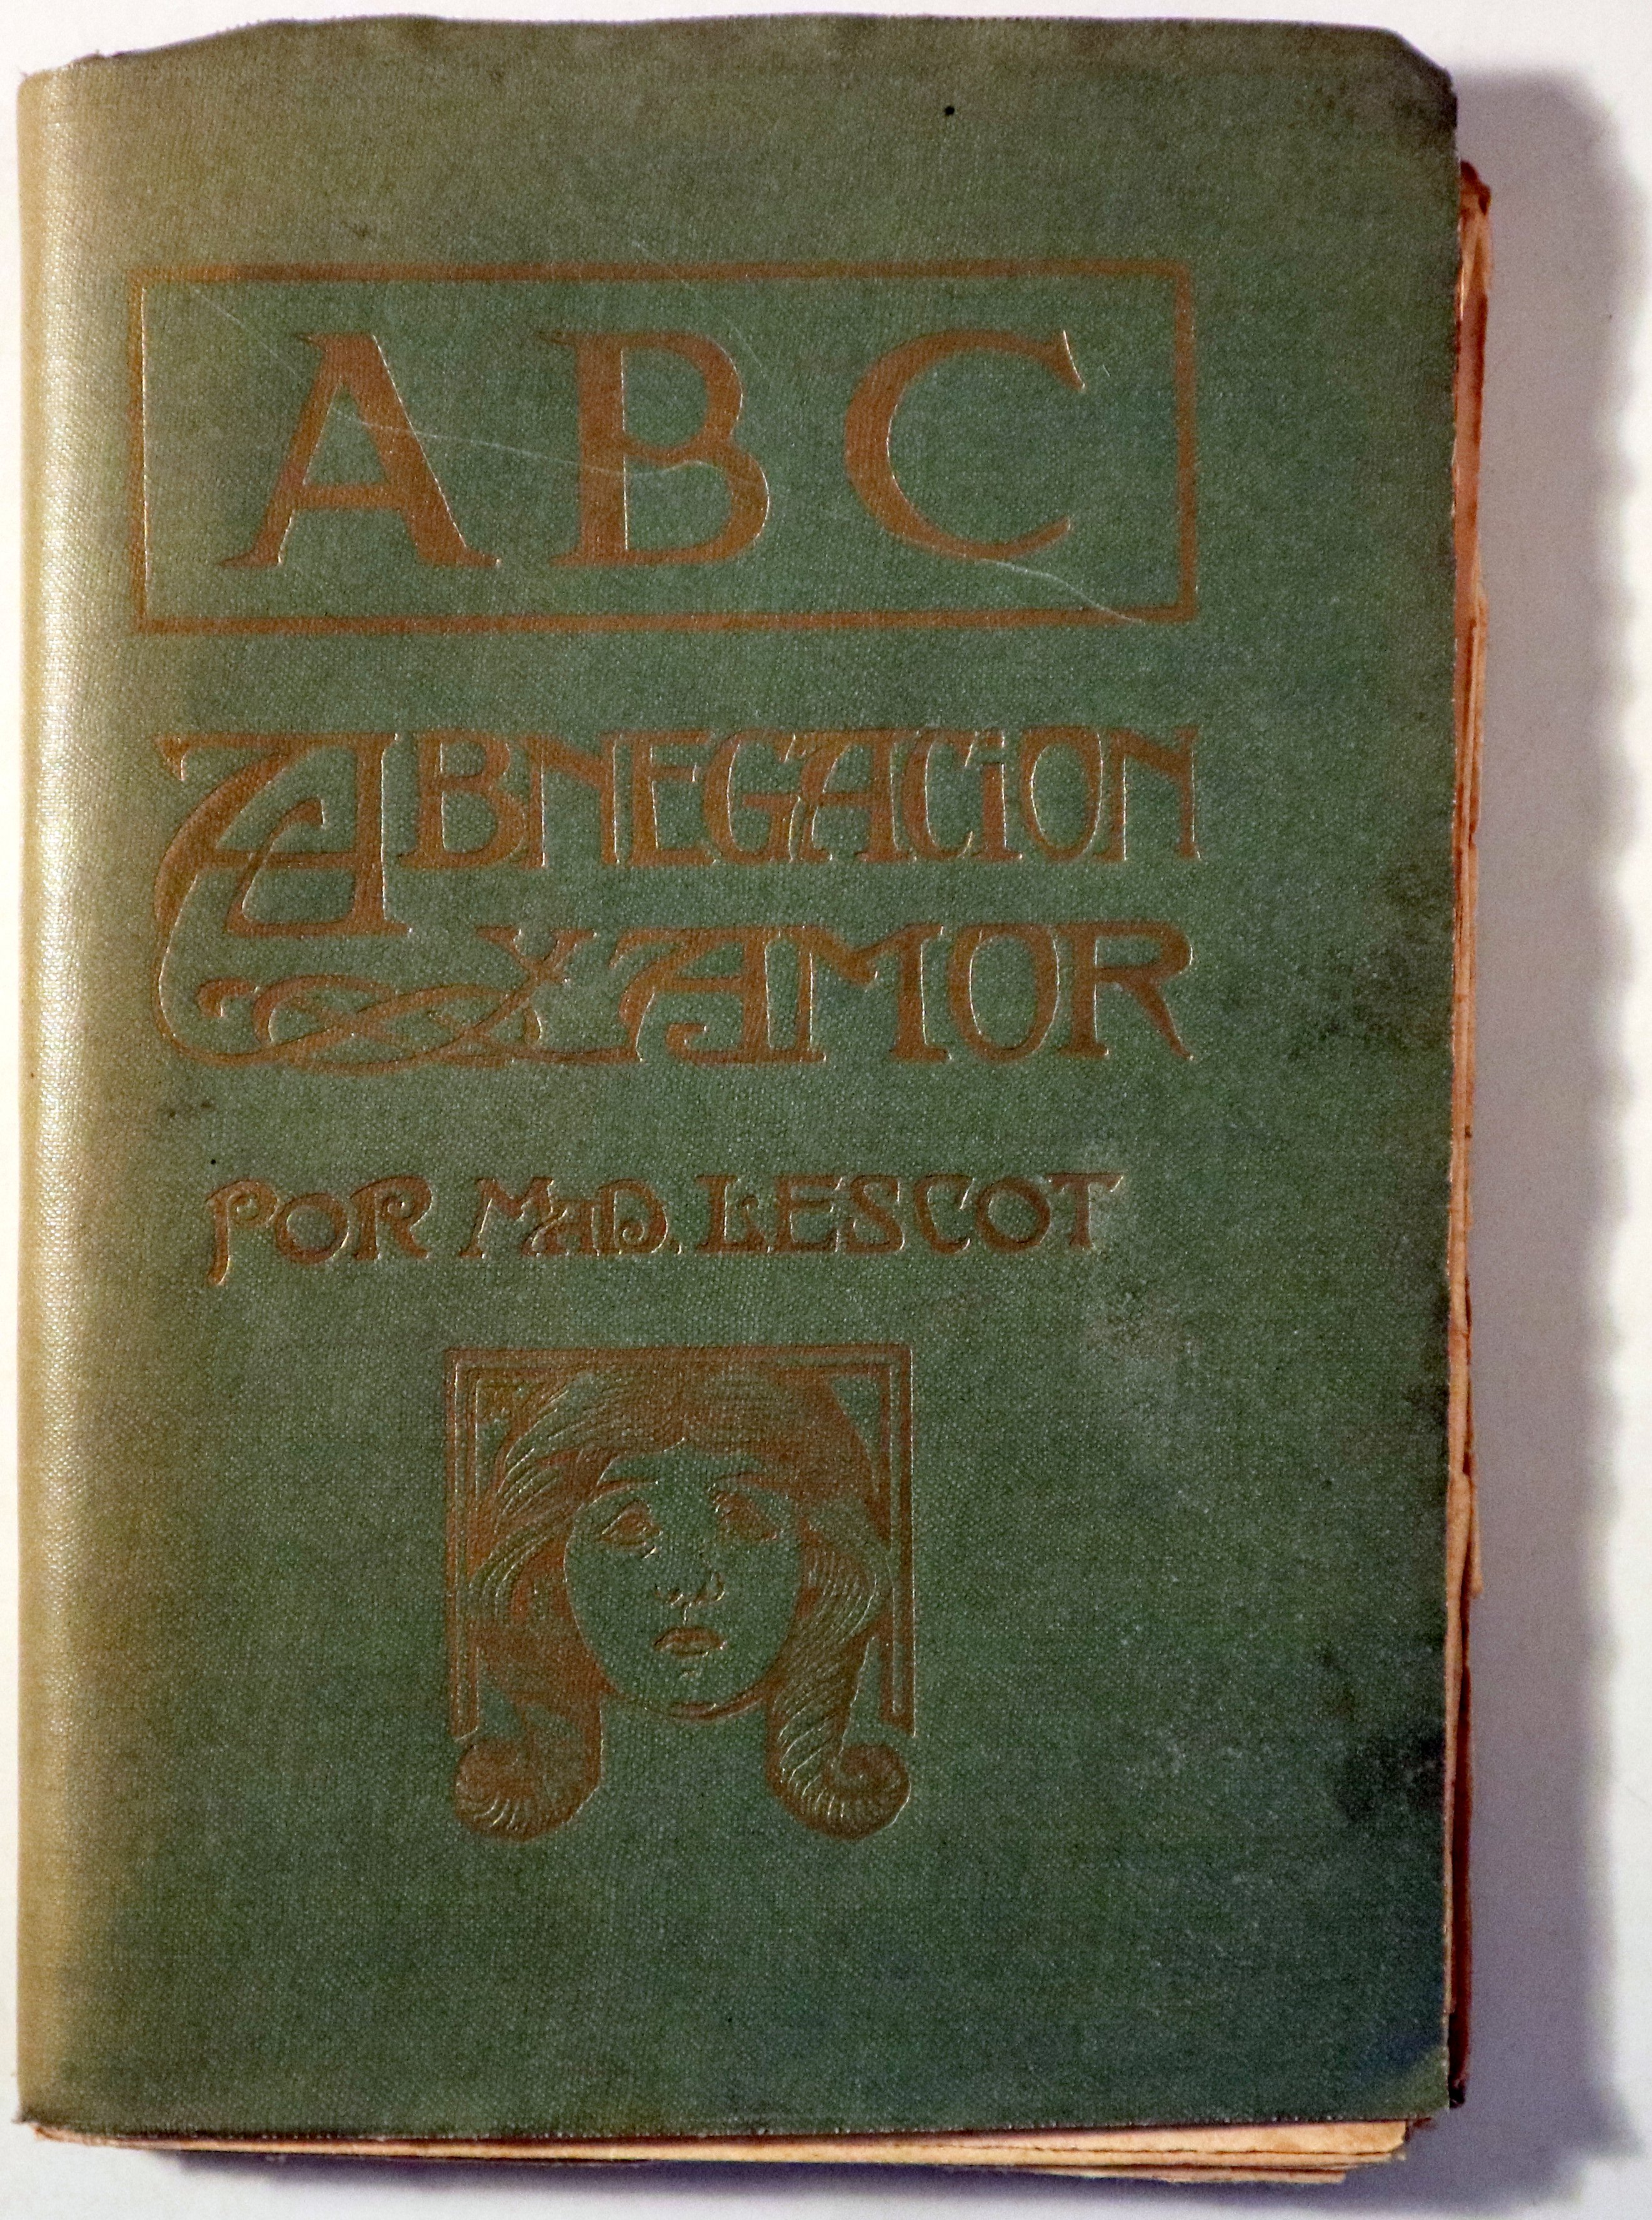 ABC
ABNEGACION
Y AMOR
POR MAD. LESCOT